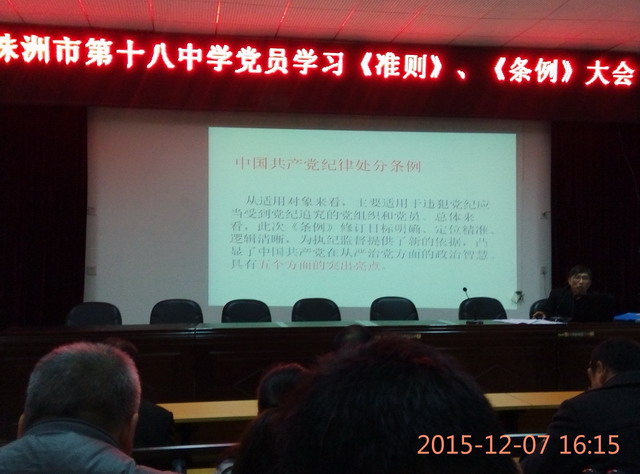 株洲市第十八中学党员学习《准则》、《条例》大会
中国共产党纪律处分条例
从适用对象来看，主要适用于违犯党纪应
当受到党纪追究的党组织和党员。总体来
看，此次《条例》修订目标明确、定位精准、
逻辑清晰，为执纪监督提供了新的依据，凸
显了中国共产党在从严治党方面的政治智慧。
具有五个方面的突出亮点。
2015-12-07 16:15